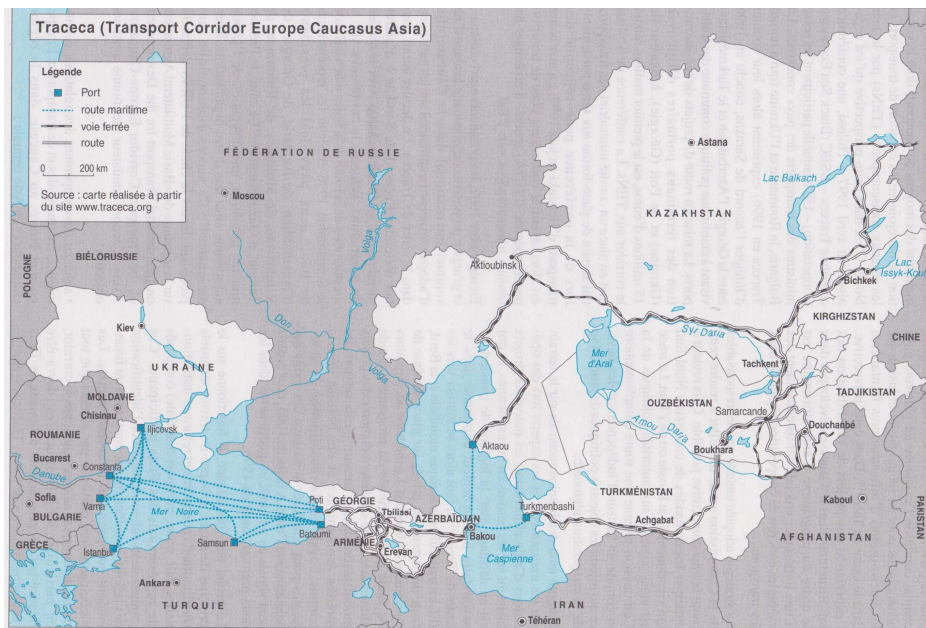 Traceca (Transport Corridor Europe Caucasus Asia)
Légende
Port
route maritime
voie ferrée
route
0 200 km
Source : carte réalisée à partir
du site www.traceca.org
FÉDÉRATION DE RUSSIE
Moscou
Astana
Lac Balkach
KAZAKHSTAN
Volga
POLOGNE
BIÉLORUSSIE
Aktioubinsk
Lac
Issyk-Koul
Bichkek
Don
Kiev
KIRGHIZSTAN
UKRAINE
Syr Daria
CHINE
Volga
Mer
d'Aral
Tachkent
MOLDAVIE
Chisinau
OUZBÉKISTAN
TADJIKISTAN
Samarcande
Iljicovsk
Amou Daria
Douchanbé
ROUMANIE
Aktaou
Boukhara
Bucarest
Constanta
Danube
TURKMÉNISTAN
Kaboul
Sofia
Varna
Mer Noire
Poti
GÉORGIE
Tbilissi
Turkmenbashi
PAKISTAN
BULGARIE
AZERBAÏDJAN
Achgabat
Batoumi
Bakou
AFGHANISTAN
GRÈCE
Istanbul
Samsun
ARMÉNIE
Erevan
Mer
Caspienne
Ankara
TURQUIE
IRAN
Téhéran